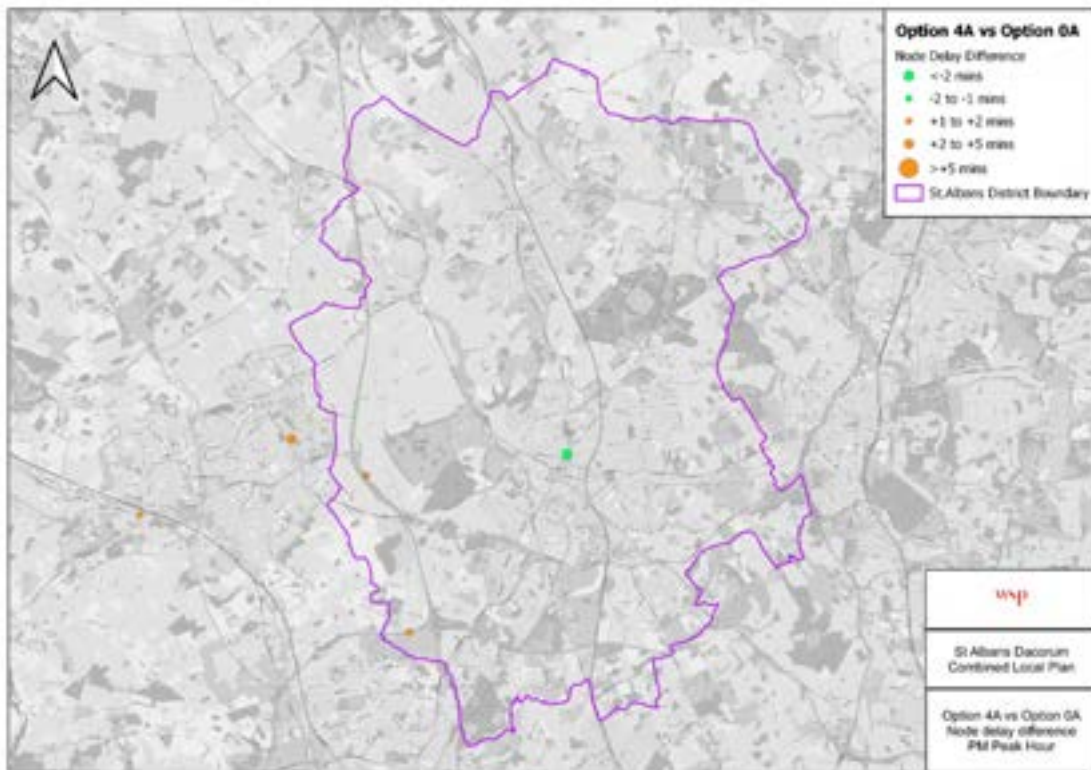 Option 4A vs Option 0A
Node Delay Difference
<-2 mins
-2 to -1 mins
+1 to +2 mins
+2 to +5 mins
>+5 mins
St.Albans District Boundary
wsp
St Albans Dacorum
Combined Local Plan
Option 4A vs Option 0A
Node delay difference
PM Peak Hour